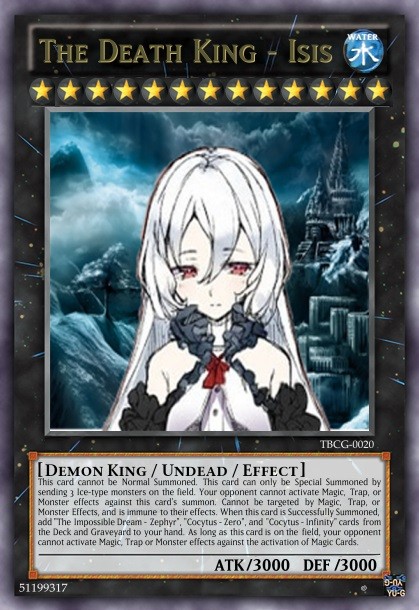 The Death King - Isis
WATER
水
TBCG-0020
[Demon King / Undead / Effect]
This card cannot be Normal Summoned. This card can only be Special Summoned by
sending 3 Ice-type monsters on the field. Your opponent cannot activate Magic, Trap, or
Monster effects against this card's summon. Cannot be targeted by Magic, Trap, or
Monster Effects, and is immune to their effects. When this card is Successfully Summoned,
add "The Impossible Dream - Zephyr", "Cocytus - Zero", and "Cocytus - Infinity" cards from
the Deck and Graveyard to your hand. As long as this card is on the field, your opponent
cannot activate Magic, Trap or Monster effects against the activation of Magic Cards.
ATK/3000 DEF/3000
51199317